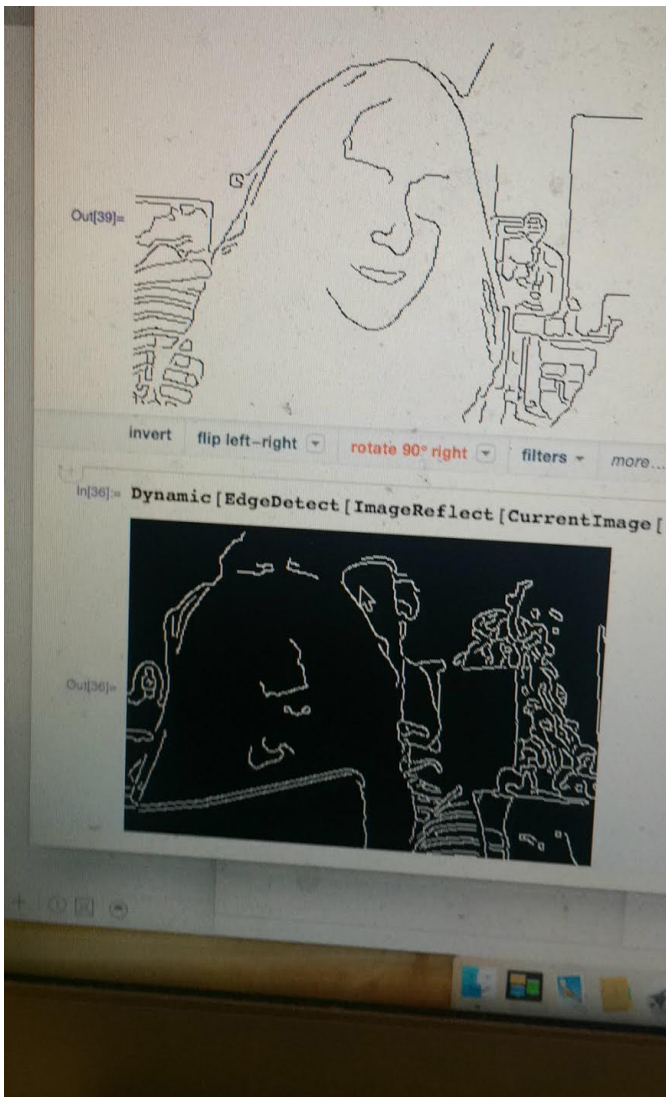 Out[39]=
invert flip left-right rotate 90° right filters more...
In[36]:= Dynamic[EdgeDetect[ImageReflect[CurrentImage[
Out[36]=